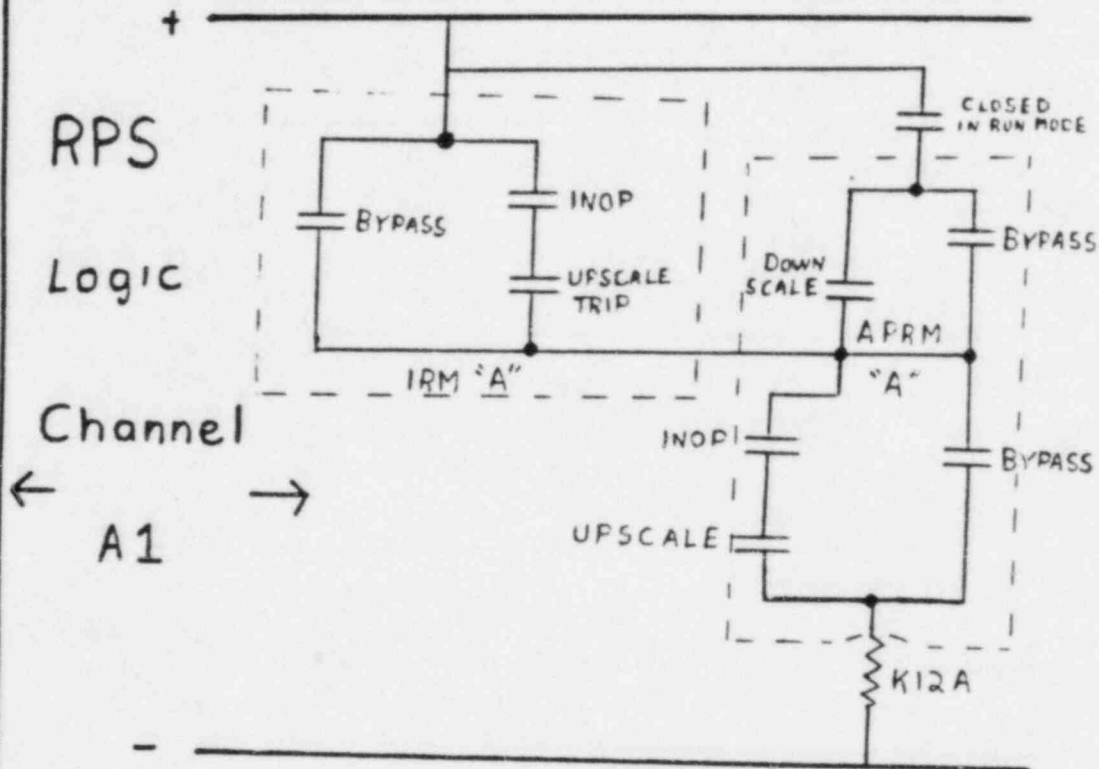 +
RPS
Logic
Channel
A1
CLOSED
IN RUN MODE
BYPASS
INOP
UPSCALE
TRIP
IRM "A"
DOWN
SCALE
BYPASS
APRM
"A"
INOP
BYPASS
UPSCALE
K12A
-